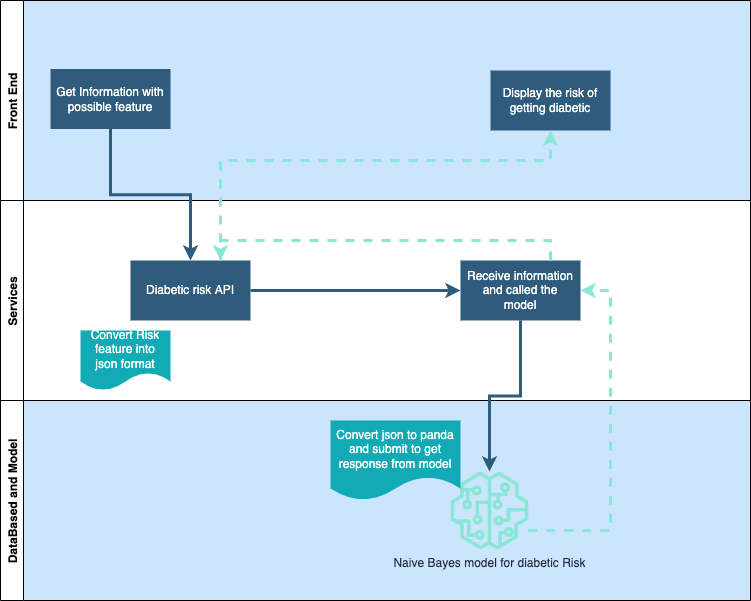 Front End
Get Information with
possible feature
Display the risk of
getting diabetic
Services
Diabetic risk API
Receive information
and called the
model
Convert Risk
feature into
json format
DataBased and Model
Convert json to panda
and submit to get
response from model
Naive Bayes model for diabetic Risk